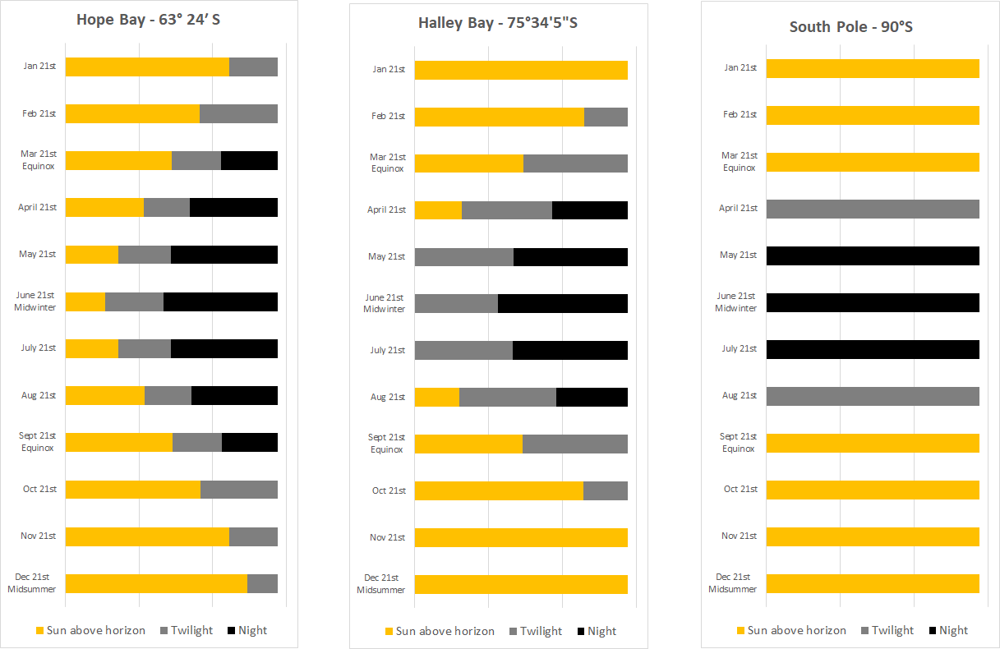 Hope Bay - 63° 24′ S
Jan 21st
Feb 21st
Mar 21st
Equinox
April 21st
May 21st
June 21st
Midwinter
July 21st
Aug 21st
Sept 21st
Equinox
Oct 21st
Nov 21st
Dec 21st
Midsummer
Sun above horizon Twilight Night
Halley Bay - 75°34'5"S
Jan 21st
Feb 21st
Mar 21st
Equinox
April 21st
May 21st
June 21st
Midwinter
July 21st
Aug 21st
Sept 21st
Equinox
Oct 21st
Nov 21st
Dec 21st
Midsummer
Sun above horizon Twilight Night
South Pole - 90°S
Jan 21st
Feb 21st
Mar 21st
Equinox
April 21st
May 21st
June 21st
Midwinter
July 21st
Aug 21st
Sept 21st
Equinox
Oct 21st
Nov 21st
Dec 21st
Midsummer
Sun above horizon Twilight Night